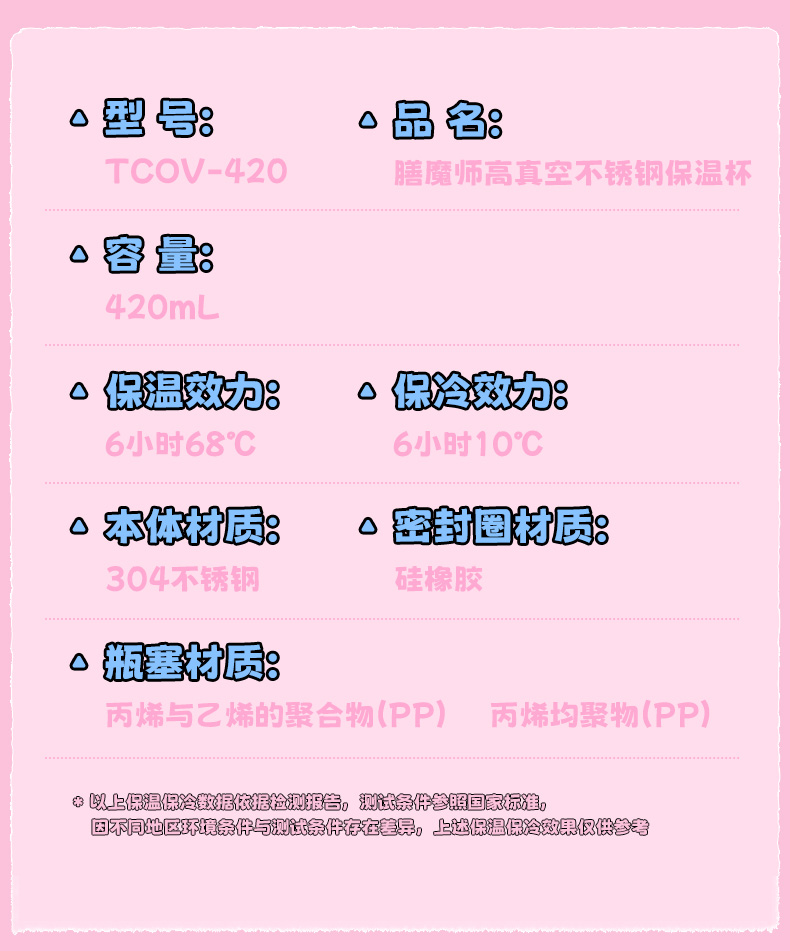 型 号: 品 名:
TCOV-420 膳魔师高真空不锈钢保温杯
容 量:
420mL
保温效力: 保冷效力:
6小时68℃ 6小时10℃
本体材质: 密封圈材质:
304不锈钢 硅橡胶
瓶塞材质:
丙烯与乙烯的聚合物(PP) 丙烯均聚物(PP)
* 以上保温保冷数据依据检测报告，测试条件参照国家标准，
因不同地区环境条件与测试条件存在差异，上述保温保冷效果仅供参考